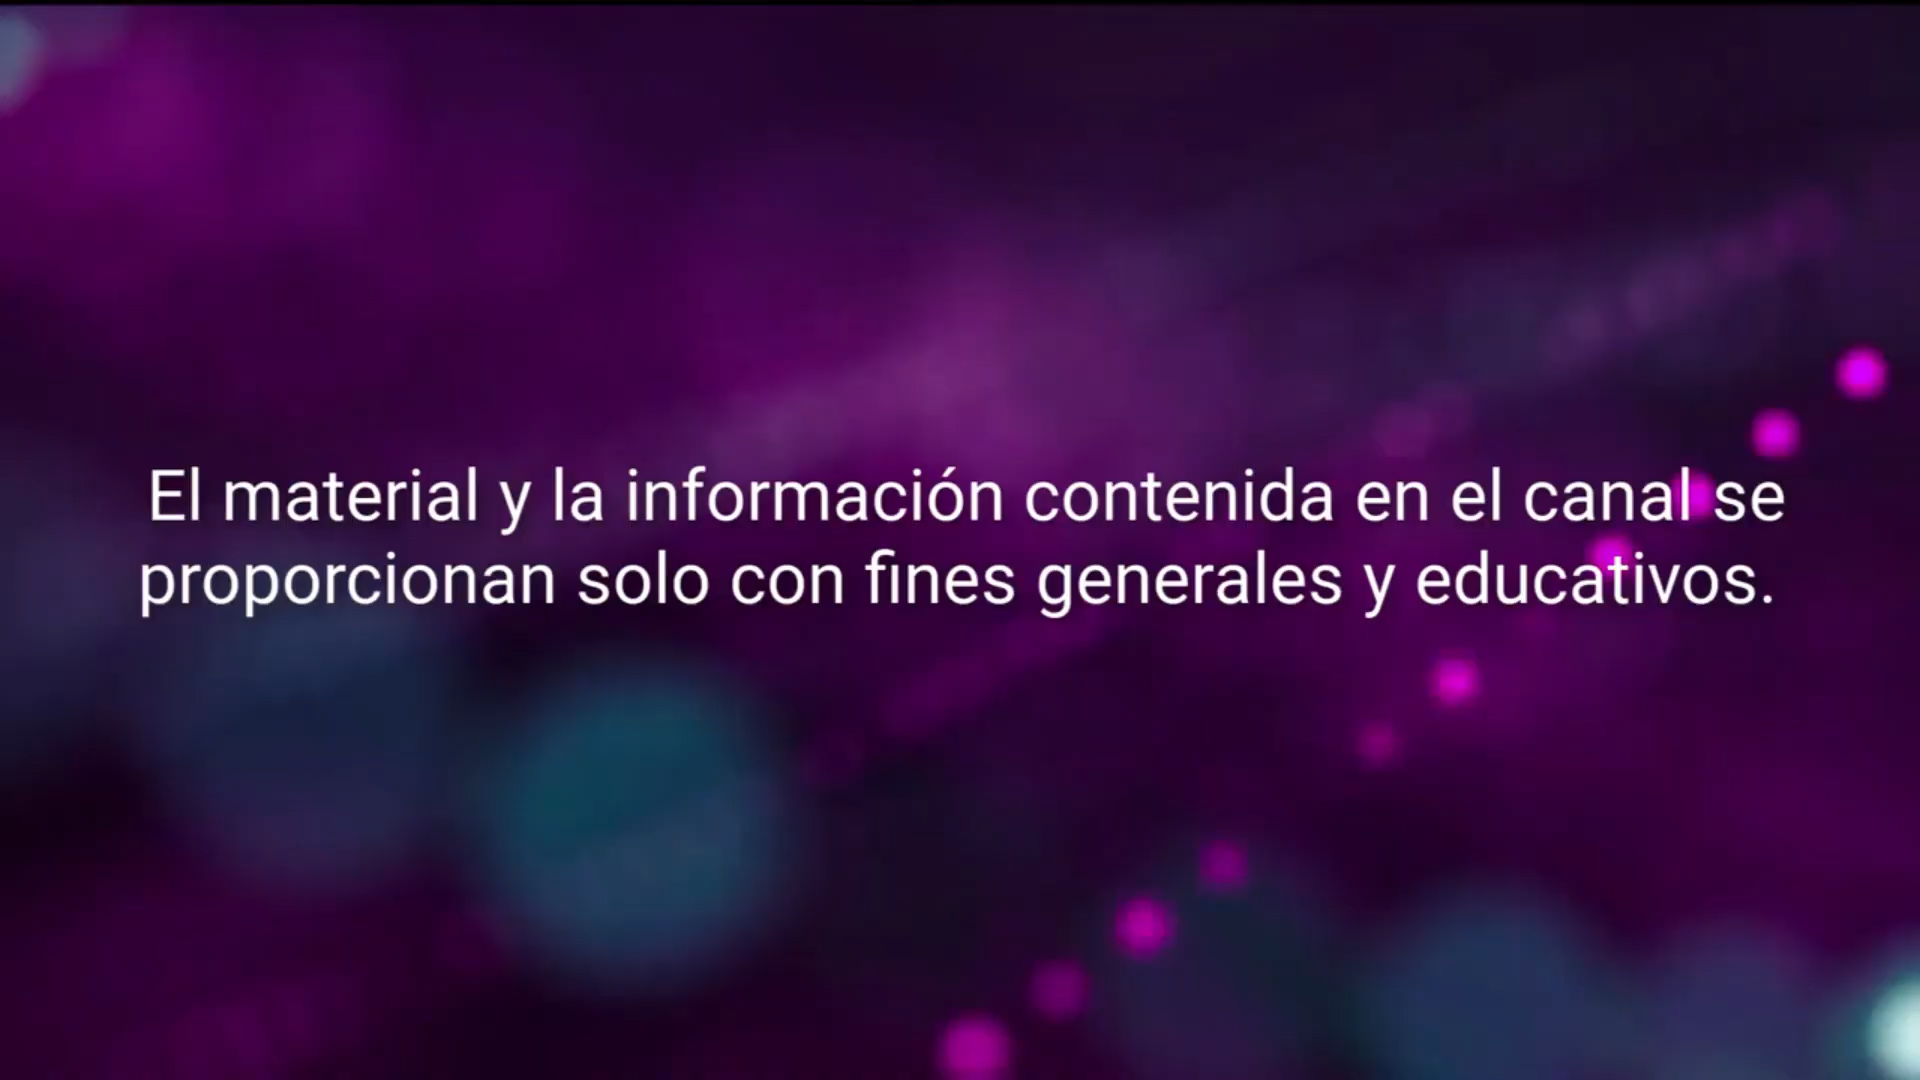 El material y la información contenida en el canal se
proporcionan solo con fines generales y educativos.